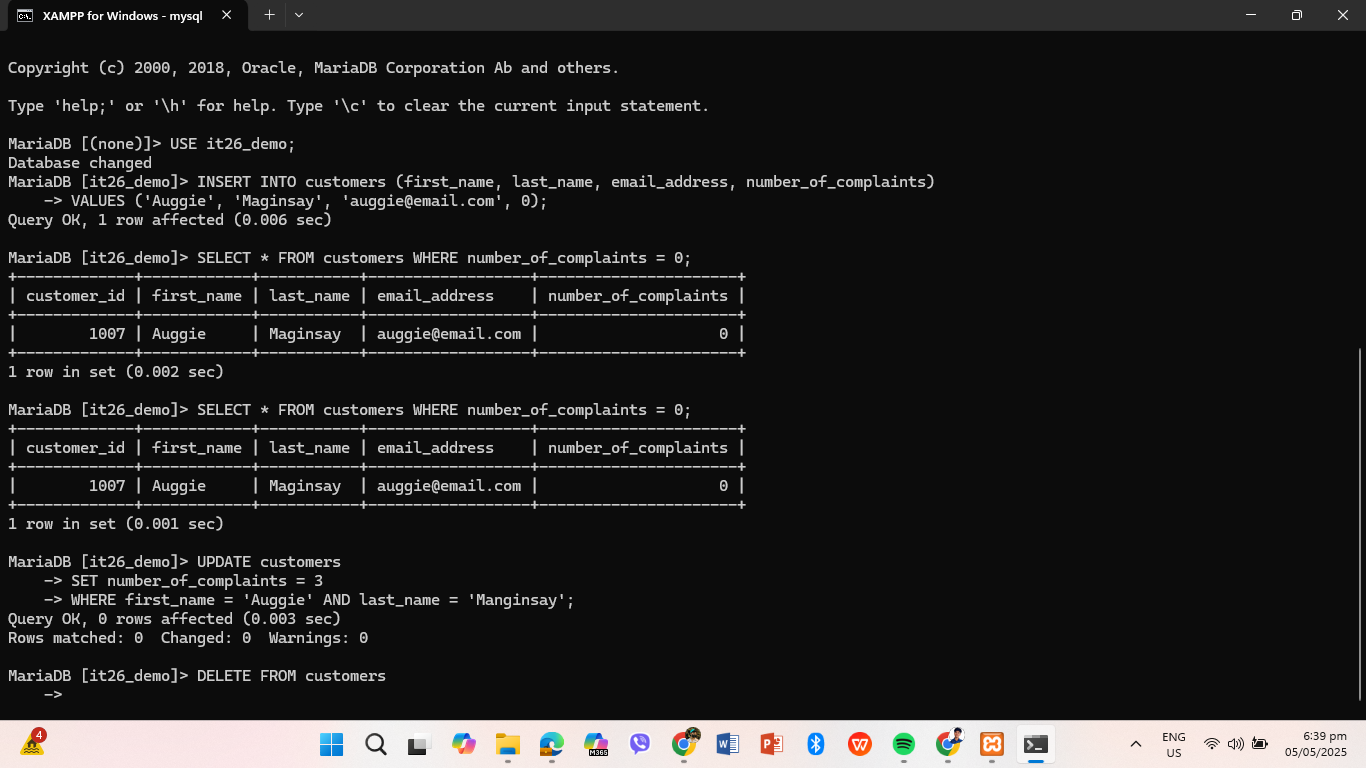 XAMPP for Windows - mysql
Copyright (c) 2000, 2018, Oracle, MariaDB Corporation Ab and others.
Type 'help;' or '\h' for help. Type '\c' to clear the current input statement.
MariaDB [(none)]> USE it26_demo;
Database changed
MariaDB [it26_demo]> INSERT INTO customers (first_name, last_name, email_address, number_of_complaints)
    -> VALUES ('Auggie', 'Maginsay', 'auggie@email.com', 0);
Query OK, 1 row affected (0.006 sec)
MariaDB [it26_demo]> SELECT * FROM customers WHERE number_of_complaints = 0;
+-------------+------------+-----------+------------------+----------------------+
| customer_id | first_name | last_name | email_address    | number_of_complaints |
+-------------+------------+-----------+------------------+----------------------+
|        1007 | Auggie     | Maginsay  | auggie@email.com |                    0 |
+-------------+------------+-----------+------------------+----------------------+
1 row in set (0.002 sec)
MariaDB [it26_demo]> SELECT * FROM customers WHERE number_of_complaints = 0;
+-------------+------------+-----------+------------------+----------------------+
| customer_id | first_name | last_name | email_address    | number_of_complaints |
+-------------+------------+-----------+------------------+----------------------+
|        1007 | Auggie     | Maginsay  | auggie@email.com |                    0 |
+-------------+------------+-----------+------------------+----------------------+
1 row in set (0.001 sec)
MariaDB [it26_demo]> UPDATE customers
    -> SET number_of_complaints = 3
    -> WHERE first_name = 'Auggie' AND last_name = 'Manginsay';
Query OK, 0 rows affected (0.003 sec)
Rows matched: 0  Changed: 0  Warnings: 0
MariaDB [it26_demo]> DELETE FROM customers
    ->
4
M365
ENG
US
6:39 pm
05/05/2025